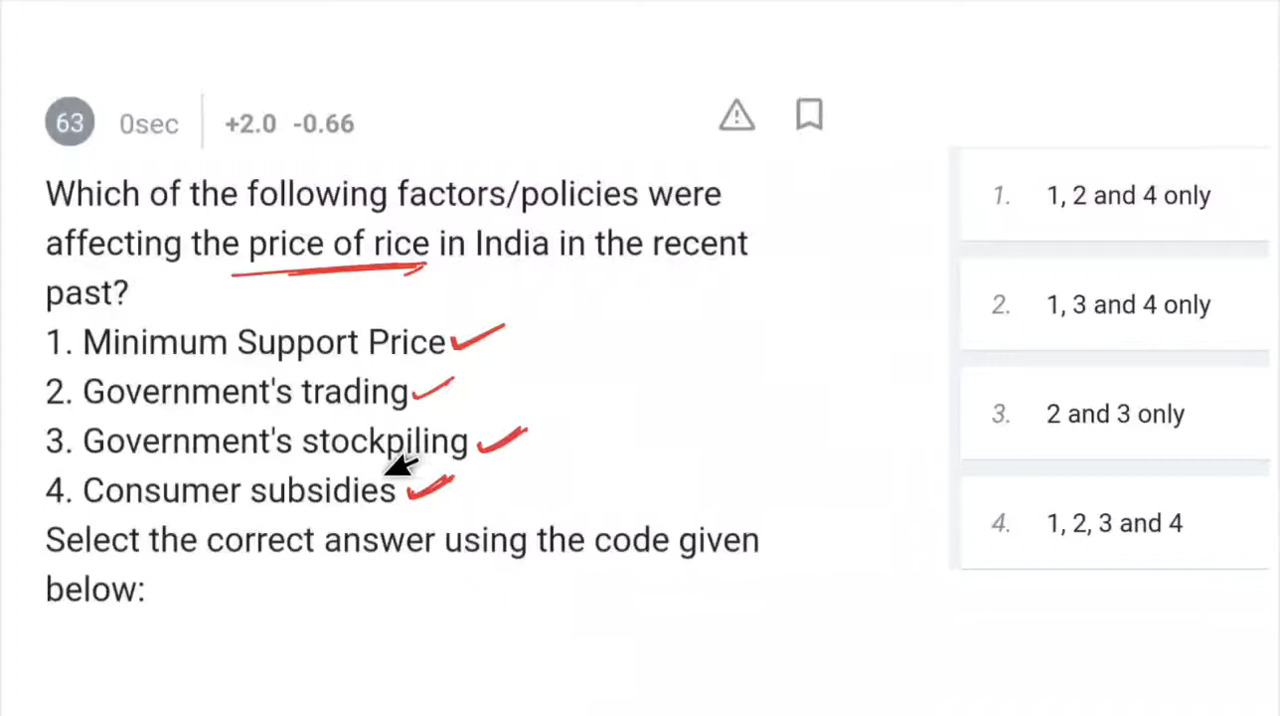 63 0sec +2.0 -0.66
Which of the following factors/policies were
affecting the price of rice in India in the recent
past?
1. Minimum Support Price
2. Government's trading
3. Government's stockpiling
4. Consumer subsidies
Select the correct answer using the code given
below:
1. 1, 2 and 4 only
2. 1, 3 and 4 only
3. 2 and 3 only
4. 1, 2, 3 and 4